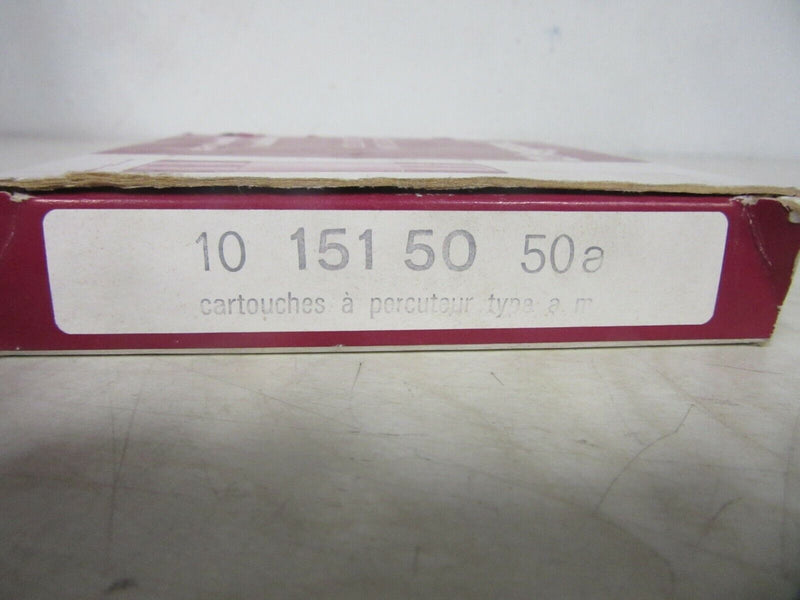 10 151 50 50a
cartouches à percuteur type a m